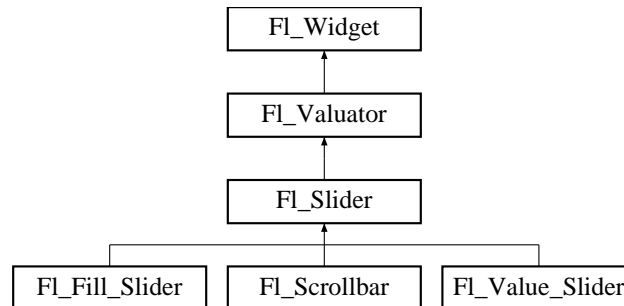 Fl_Widget
Fl_Valuator
Fl_Slider
Fl_Fill_Slider
Fl_Scrollbar
Fl_Value_Slider